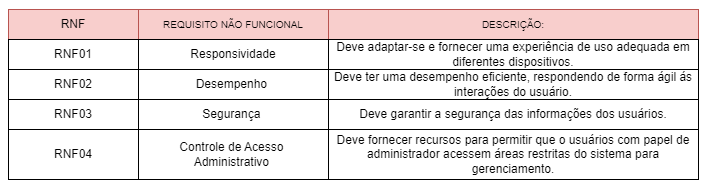 RNF REQUISITO NÃO FUNCIONAL DESCRIÇÃO:
RNF01 Responsividade Deve adaptar-se e fornecer uma experiência de uso adequada em
diferentes dispositivos.
RNF02 Desempenho Deve ter uma desempenho eficiente, respondendo de forma ágil ás
interações do usuário.
RNF03 Segurança Deve garantir a segurança das informações dos usuários.
RNF04 Controle de Acesso
Administrativo
Deve fornecer recursos para permitir que o usuários com papel de
administrador acessem áreas restritas do sistema para
gerenciamento.